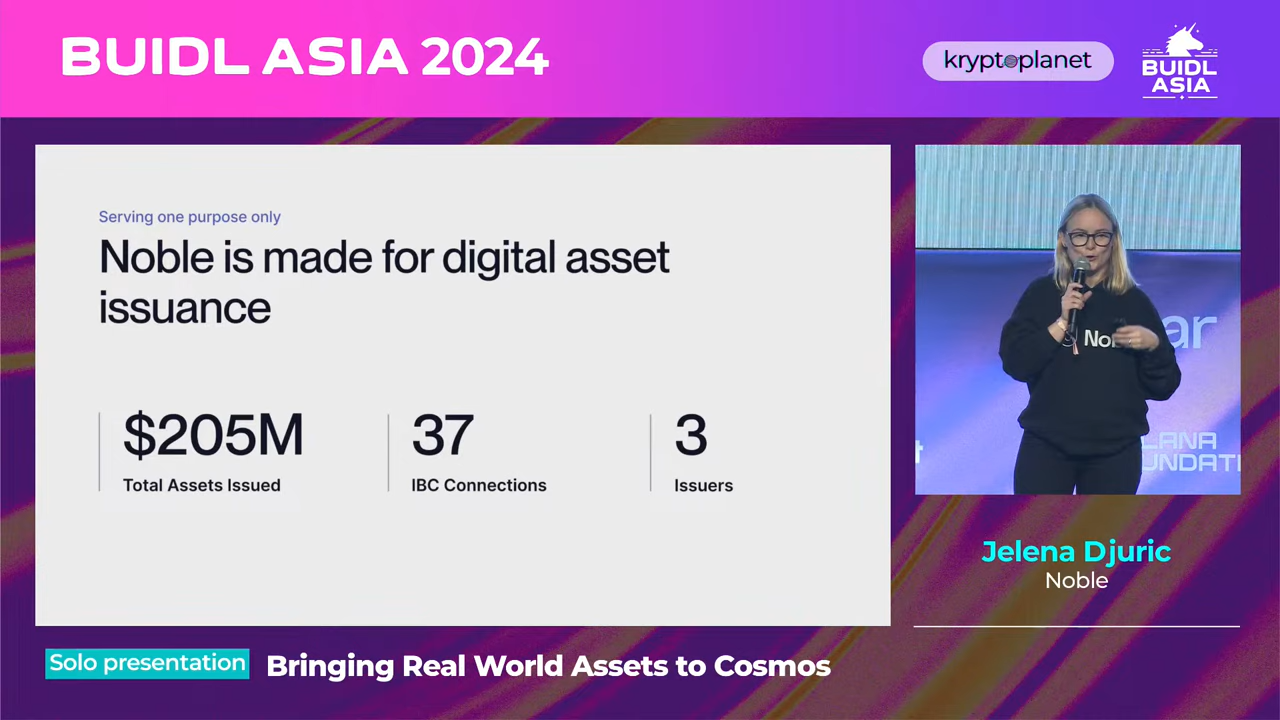 BUIDL ASIA 2024
kryptoplanet
BUIDL
ASIA
Serving one purpose only
Noble is made for digital asset
issuance
$205M
Total Assets Issued
37
IBC Connections
3
Issuers
Jelena Djuric
Noble
Solo presentation
Bringing Real World Assets to Cosmos